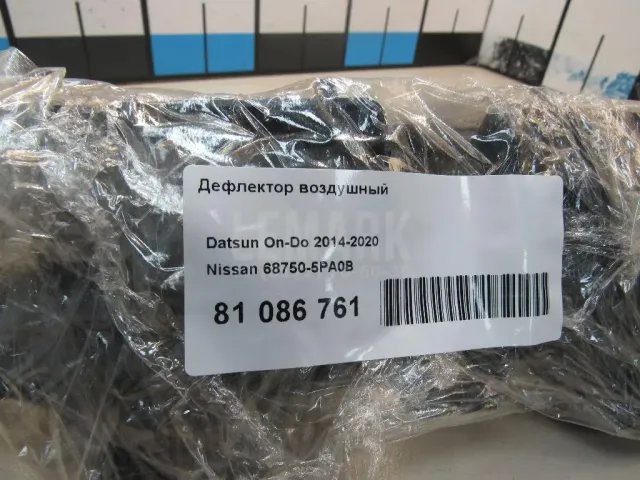 Дефлектор воздушный
Datsun On-Do 2014-2020
Nissan 68750-5PA0B
81 086 761